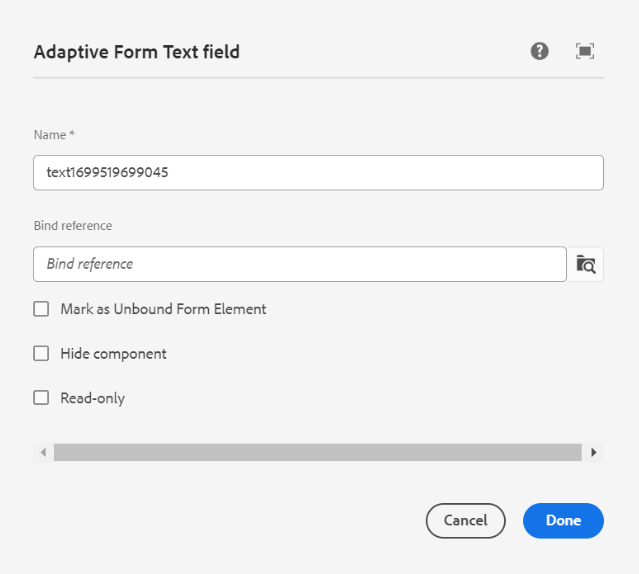 Adaptive Form Text field
Name *
text1699519699045
Bind reference
Bind reference
Mark as Unbound Form Element
Hide component
Read-only
Cancel
Done